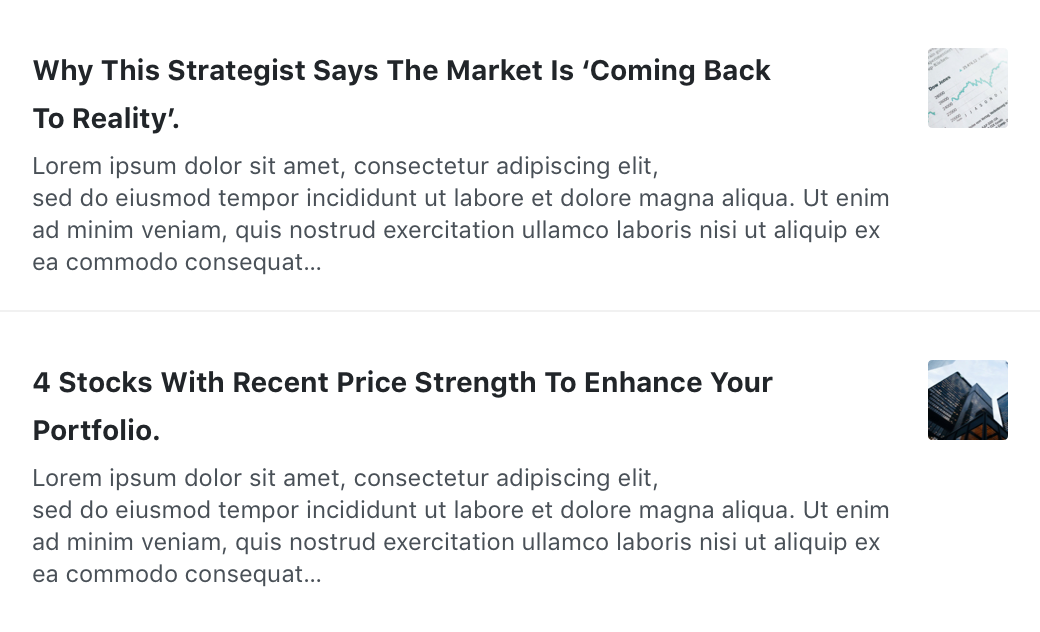 Why This Strategist Says The Market Is ‘Coming Back
To Reality’.
Lorem ipsum dolor sit amet, consectetur adipiscing elit,
sed do eiusmod tempor incididunt ut labore et dolore magna aliqua. Ut enim
ad minim veniam, quis nostrud exercitation ullamco laboris nisi ut aliquip ex
ea commodo consequat...
Dow Jones
4 Stocks With Recent Price Strength To Enhance Your
Portfolio.
Lorem ipsum dolor sit amet, consectetur adipiscing elit,
sed do eiusmod tempor incididunt ut labore et dolore magna aliqua. Ut enim
ad minim veniam, quis nostrud exercitation ullamco laboris nisi ut aliquip ex
ea commodo consequat...